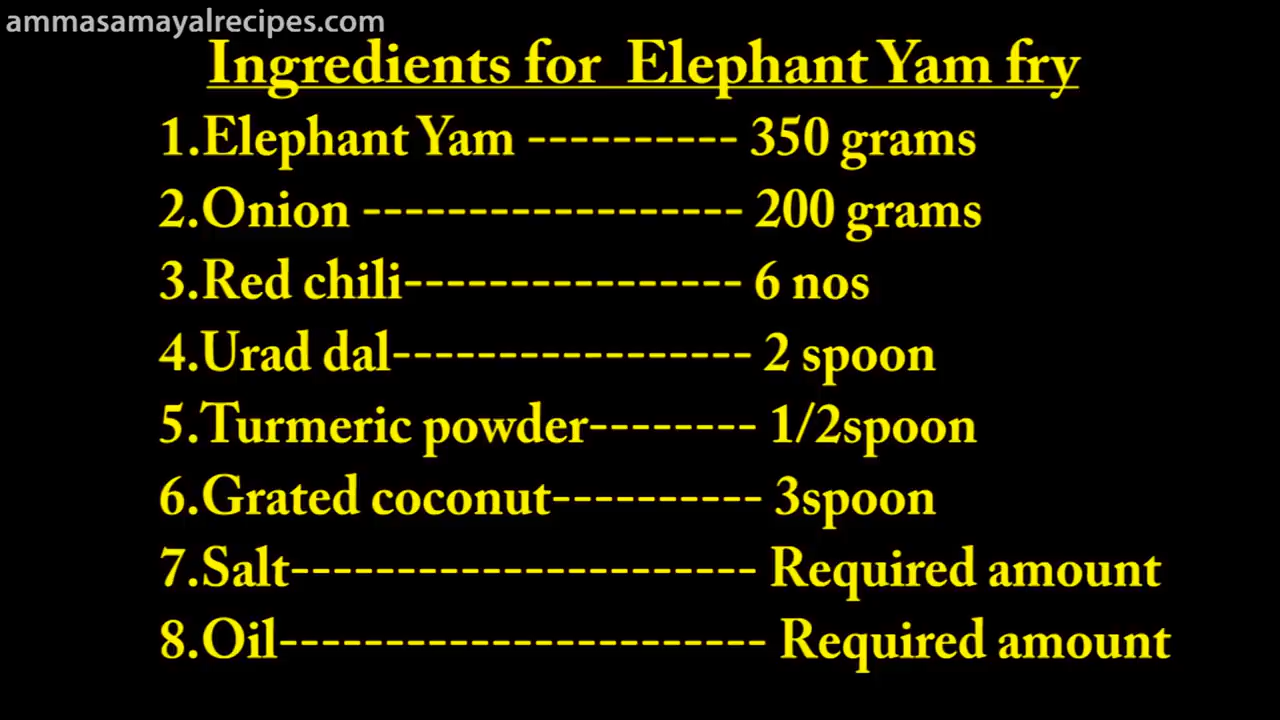 ammasamayalrecipes.com
Ingredients for Elephant Yam fry
1.Elephant Yam ---------- 350 grams
2.Onion ------------------ 200 grams
3.Red chili---------------- 6 nos
4.Urad dal----------------- 2 spoon
5.Turmeric powder-------- 1/2spoon
6.Grated coconut---------- 3spoon
7.Salt---------------------- Required amount
8.Oil----------------------- Required amount